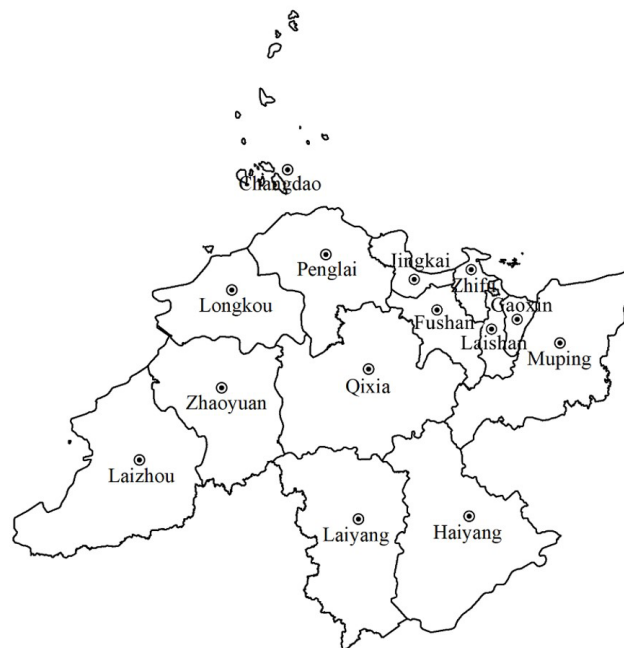 Changdao
Jingkai
Penglai
Zhifu
Longkou
Gaoxin
Fushan
Laishan
Muping
Qixia
Zhaoyuan
Laizhou
Laiyang
Haiyang